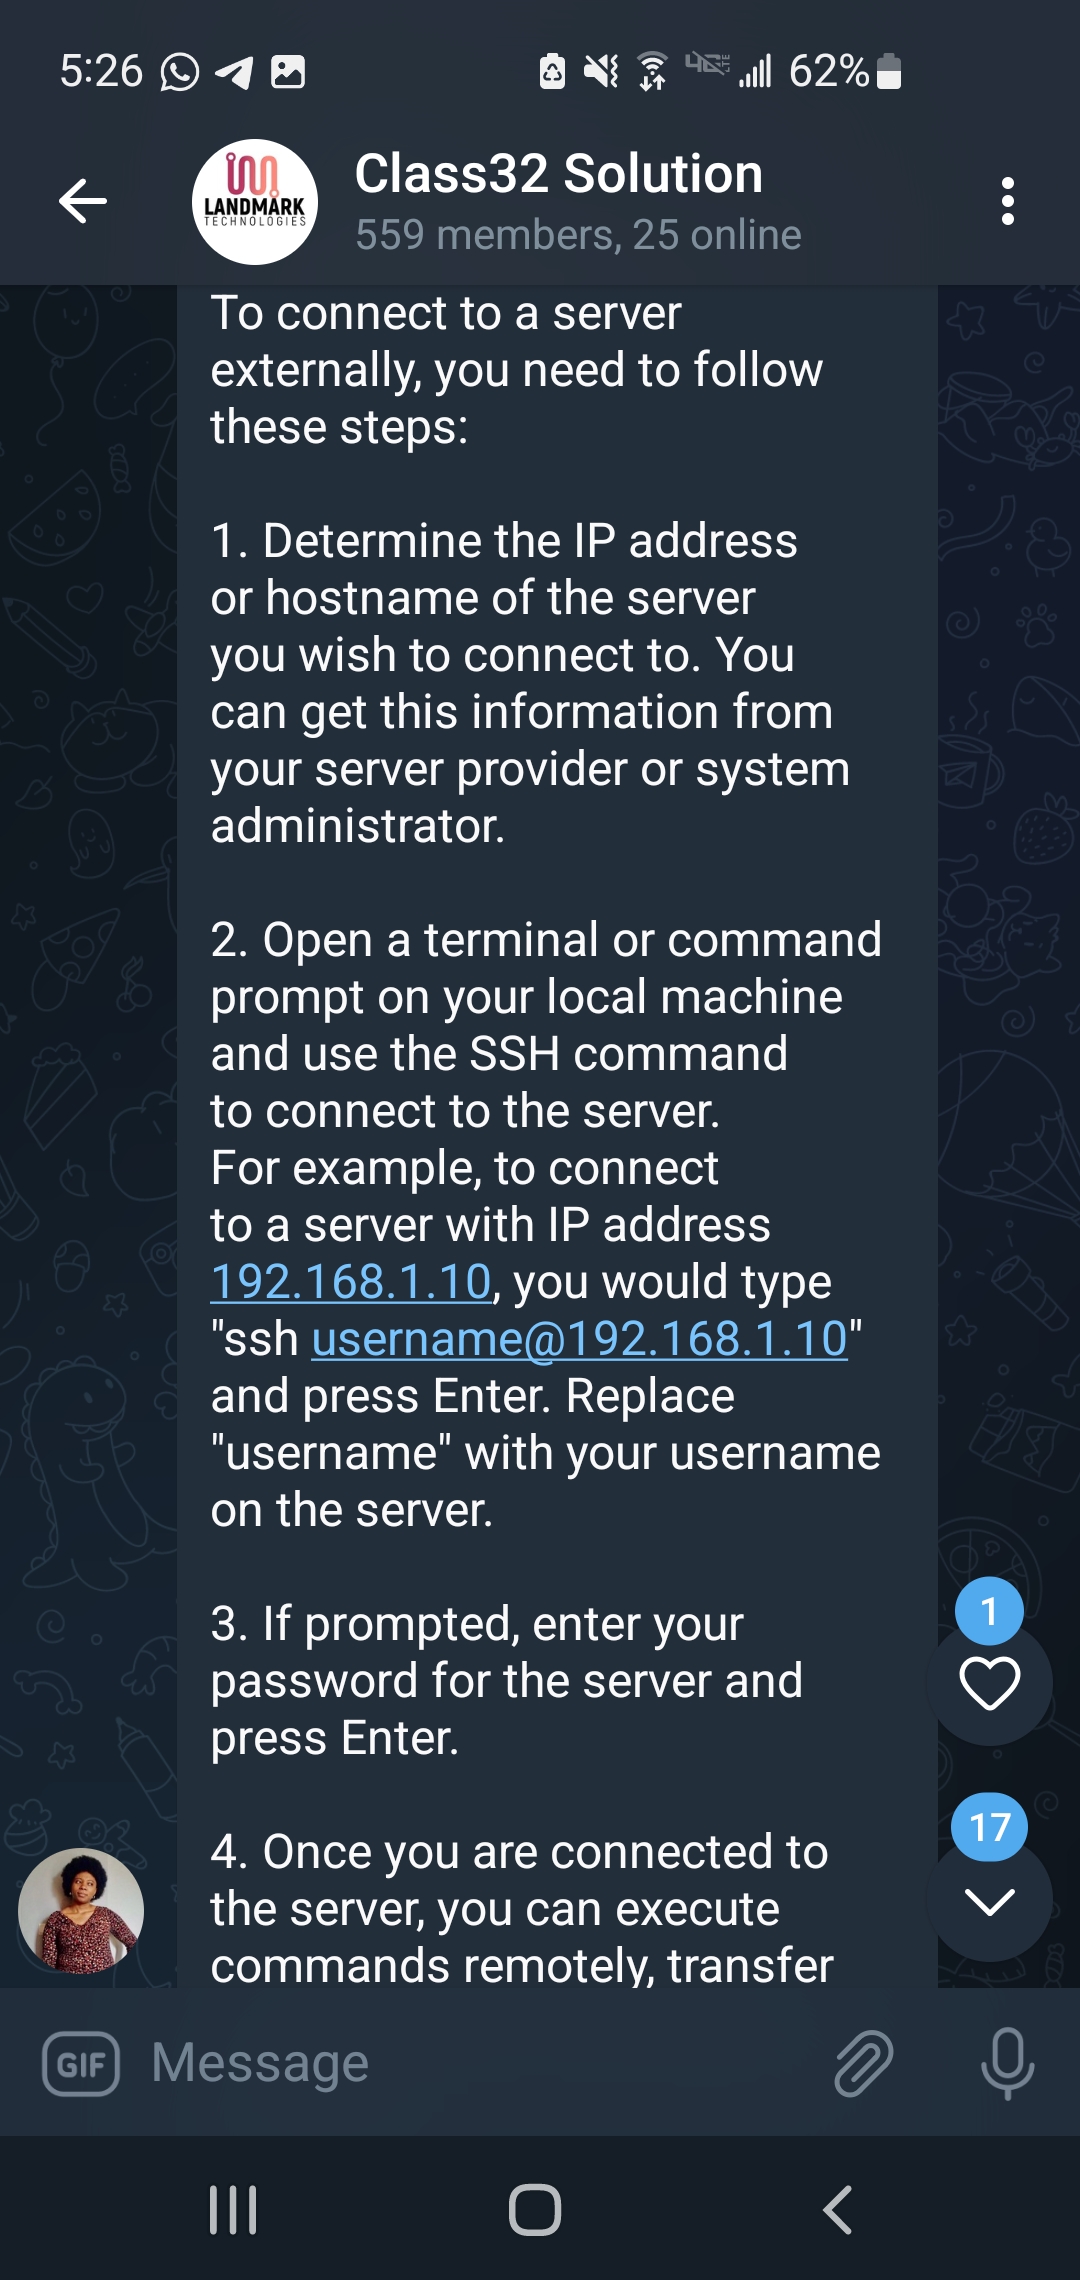 5:26
4G LTE
62%
LANDMARK
TECHNOLOGIES
Class32 Solution
559 members, 25 online
To connect to a server
externally, you need to follow
these steps:
1. Determine the IP address
or hostname of the server
you wish to connect to. You
can get this information from
your server provider or system
administrator.
2. Open a terminal or command
prompt on your local machine
and use the SSH command
to connect to the server.
For example, to connect
to a server with IP address
192.168.1.10, you would type
"ssh username@192.168.1.10"
and press Enter. Replace
"username" with your username
on the server.
3. If prompted, enter your
password for the server and
press Enter.
4. Once you are connected to
the server, you can execute
commands remotely, transfer
1
17
GIF
Message